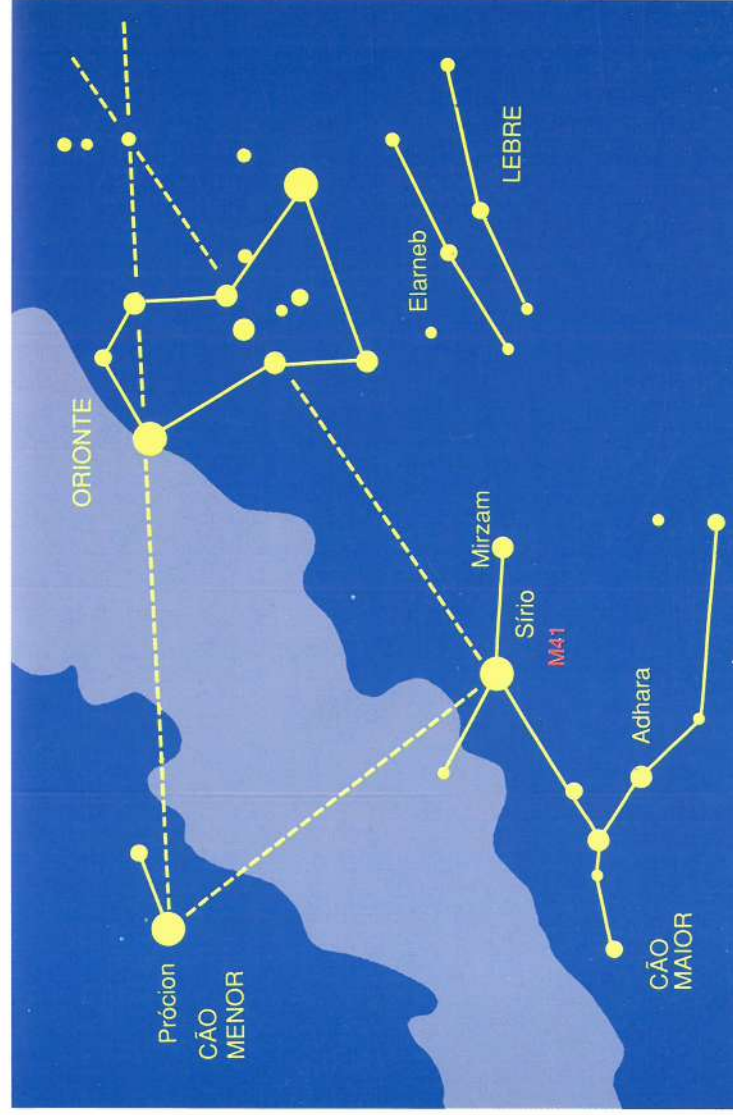 ORIONTE
Prócion
CÃO
MENOR
Elarneb
Mirzam
LEBRE
Sírio
M41
Adhara
CÃO
MAIOR